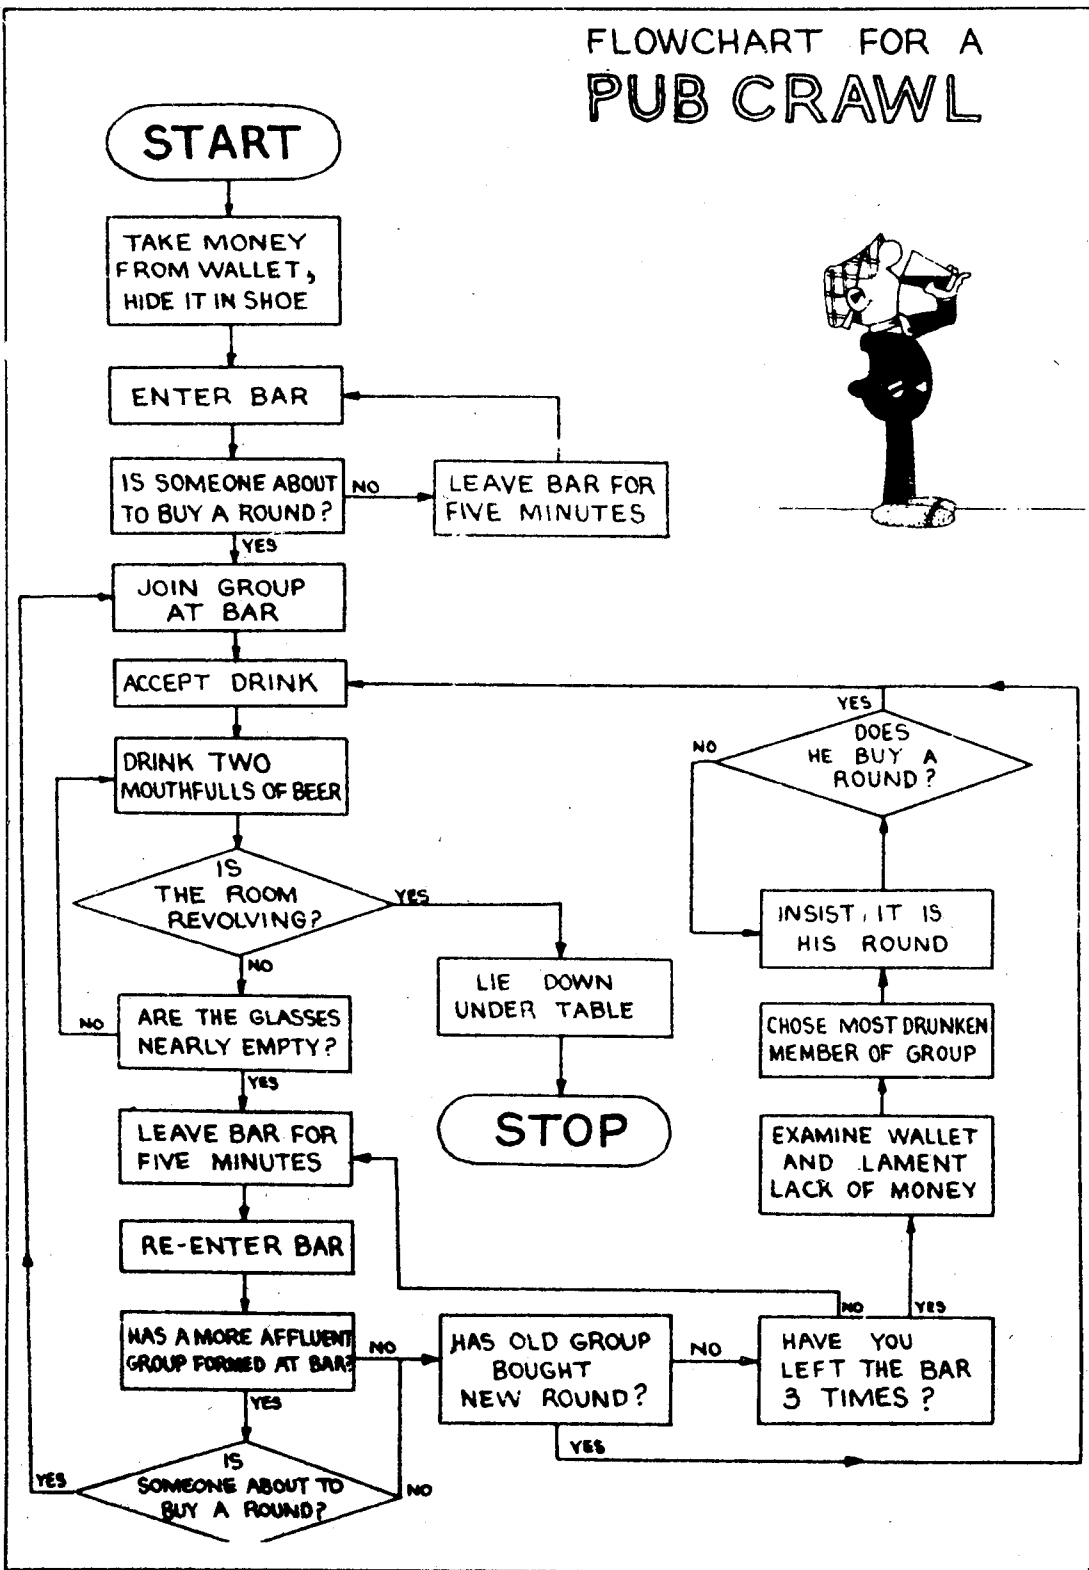 FLOWCHART FOR A
PUB CRAWL
START
TAKE MONEY
FROM WALLET,
HIDE IT IN SHOE
ENTER BAR
IS SOMEONE ABOUT
TO BUY A ROUND?
NO
LEAVE BAR FOR
FIVE MINUTES
YES
JOIN GROUP
AT BAR
ACCEPT DRINK
DRINK TWO
MOUTHFULLS OF BEER
IS
THE ROOM
REVOLVING?
YES
LIE DOWN
UNDER TABLE
STOP
NO
ARE THE GLASSES
NEARLY EMPTY?
NO
YES
LEAVE BAR FOR
FIVE MINUTES
RE-ENTER BAR
HAS A MORE AFFLUENT
GROUP FORMED AT BAR?
NO
YES
IS
SOMEONE ABOUT TO
BUY A ROUND?
YES
NO
HAS OLD GROUP
BOUGHT
NEW ROUND?
NO
YES
HAVE YOU
LEFT THE BAR
3 TIMES?
NO
YES
EXAMINE WALLET
AND LAMENT
LACK OF MONEY
CHOSE MOST DRUNKEN
MEMBER OF GROUP
INSIST, IT IS
HIS ROUND
DOES
HE BUY A
ROUND?
NO
YES